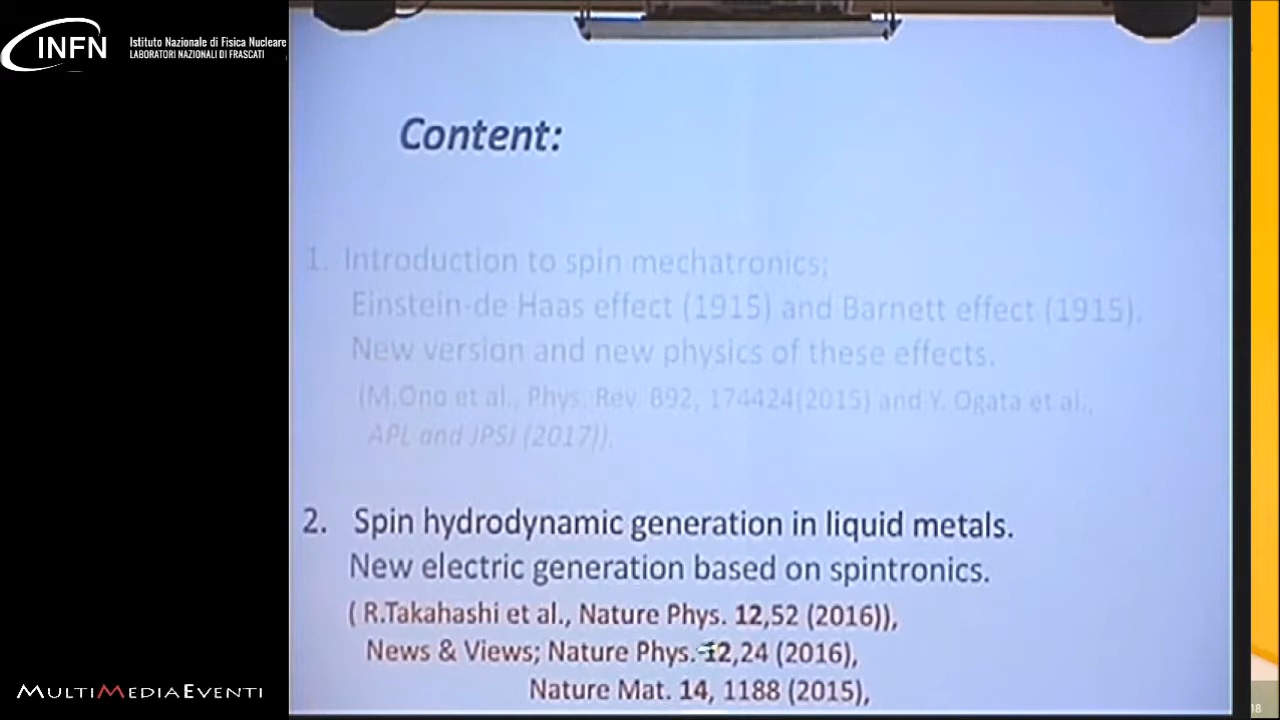 INFN Istituto Nazionale di Fisica Nucleare
LABORATORI NAZIONALI DI FRASCATI
Content:
1. Introduction to spin mechatronics;
Einstein-de Haas effect (1915) and Barnett effect (1915).
New version and new physics of these effects.
(M.Ono et al., Phys. Rev. B92, 174424(2015) and Y. Ogata et al.,
APL and JPSJ (2017)).
2. Spin hydrodynamic generation in liquid metals.
New electric generation based on spintronics.
( R.Takahashi et al., Nature Phys. 12,52 (2016)),
News & Views; Nature Phys. 12,24 (2016),
Nature Mat. 14, 1188 (2015),
MULTIMEDIAEVENTI